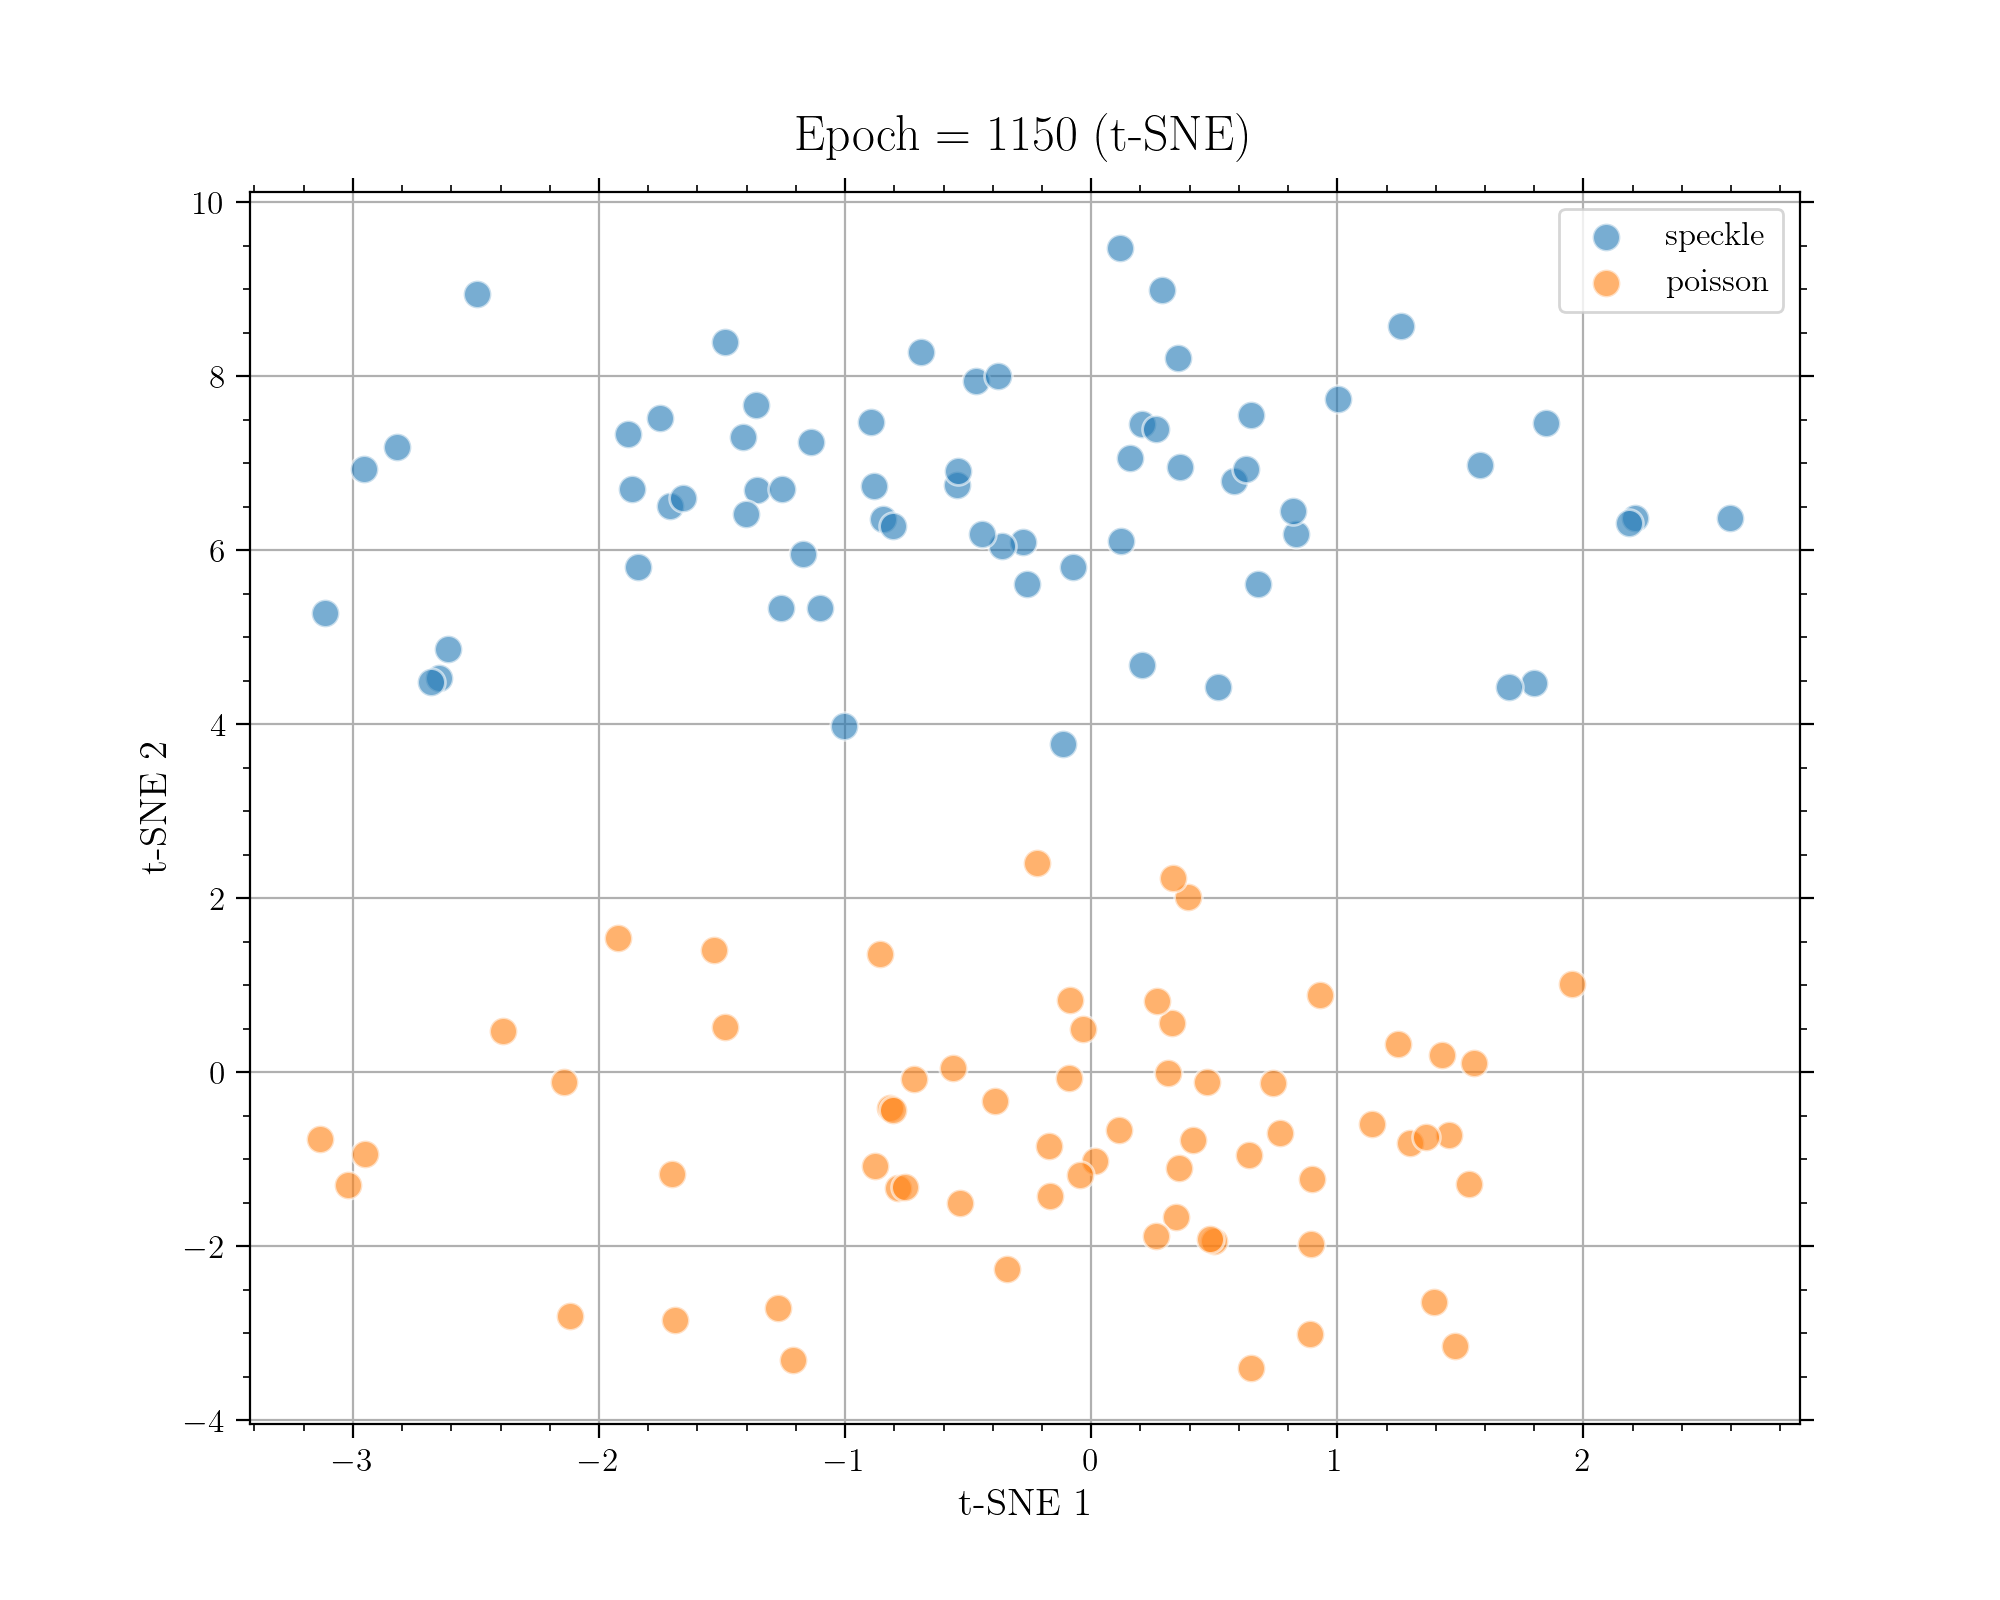 Epoch = 1150 (t-SNE)
speckle
poisson
10
8
6
4
2
0
−2
−4
t-SNE 2
−3 −2 −1 0 1 2
t-SNE 1